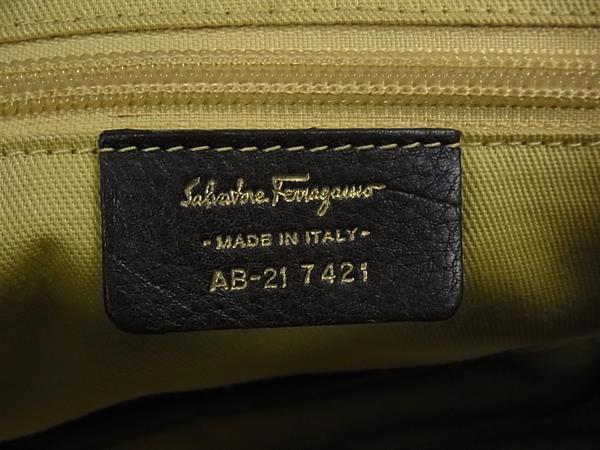 Salvatore Ferragamo
- MADE IN ITALY -
AB-21 7421